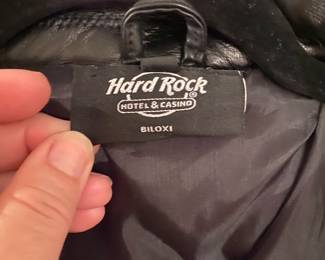 Hard Rock
®
HOTEL & CASINO
BILOXI